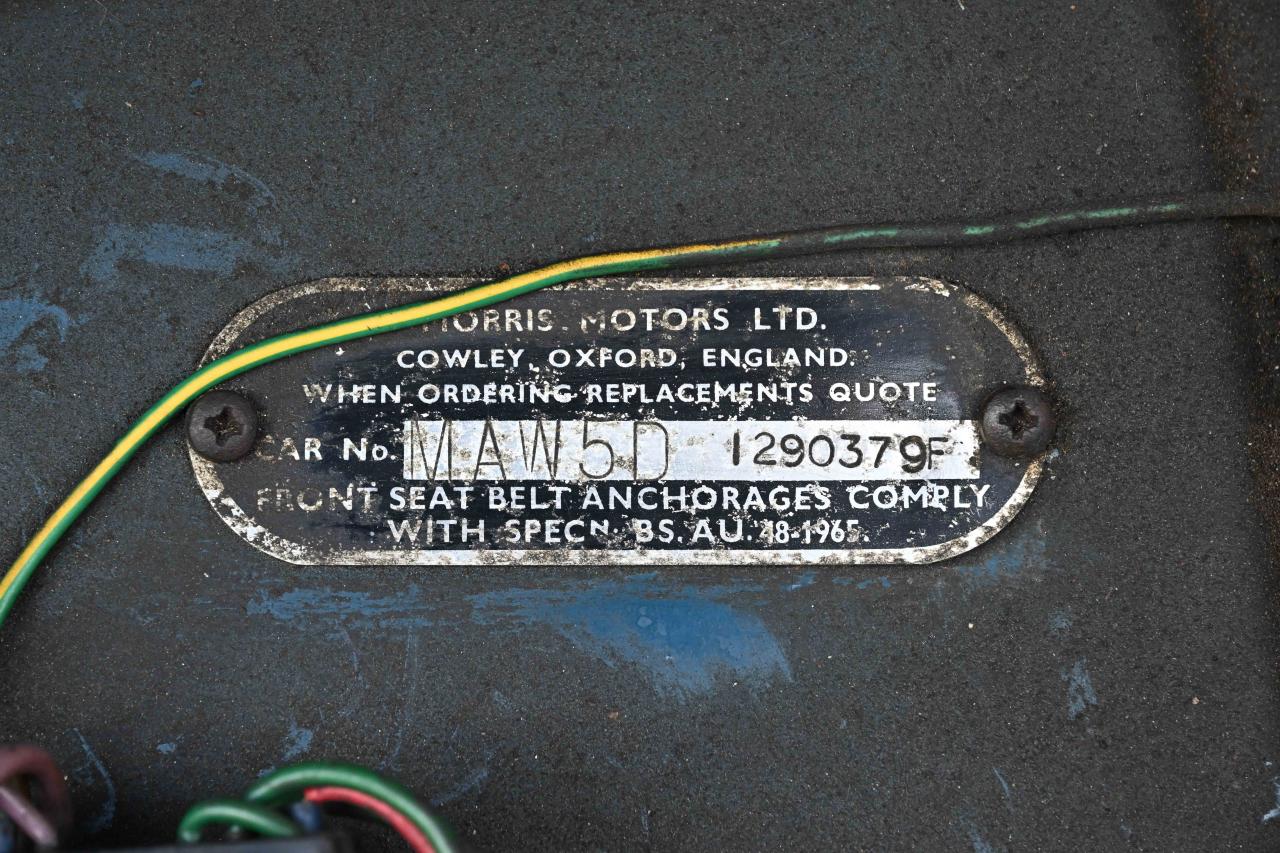 MORRIS MOTORS LTD.
COWLEY, OXFORD, ENGLAND.
WHEN ORDERING REPLACEMENTS QUOTE
CAR No. MAW5D 1290379F
FRONT SEAT BELT ANCHORAGES COMPLY
WITH SPECN. BS. AU. 48-1965.